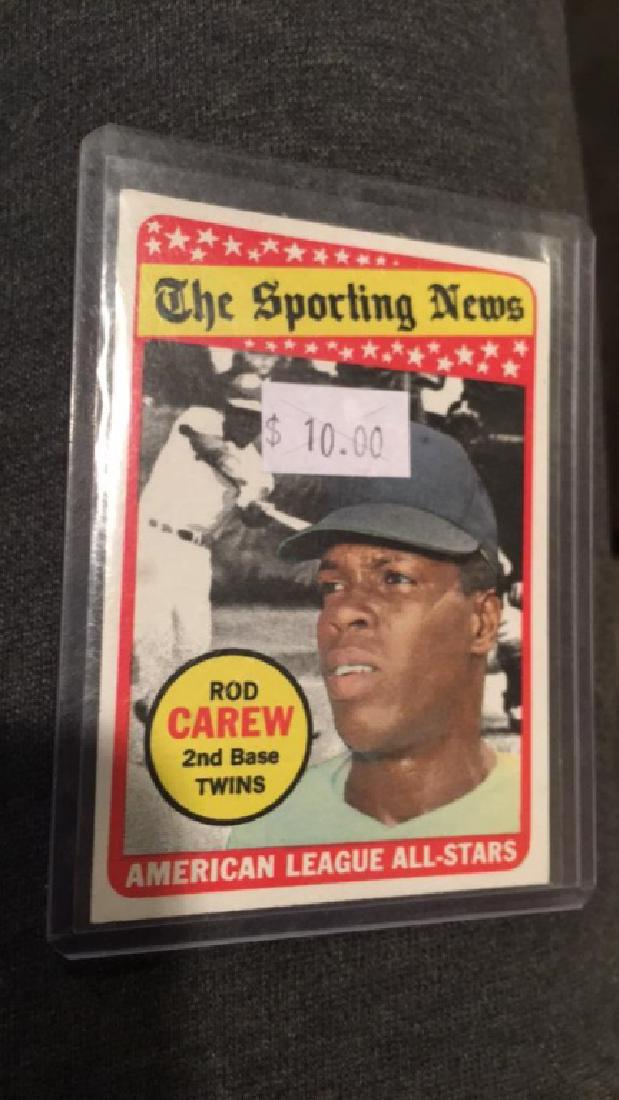 The Sporting News
$ 10.00
ROD
CAREW
2nd Base
TWINS
AMERICAN LEAGUE ALL-STARS